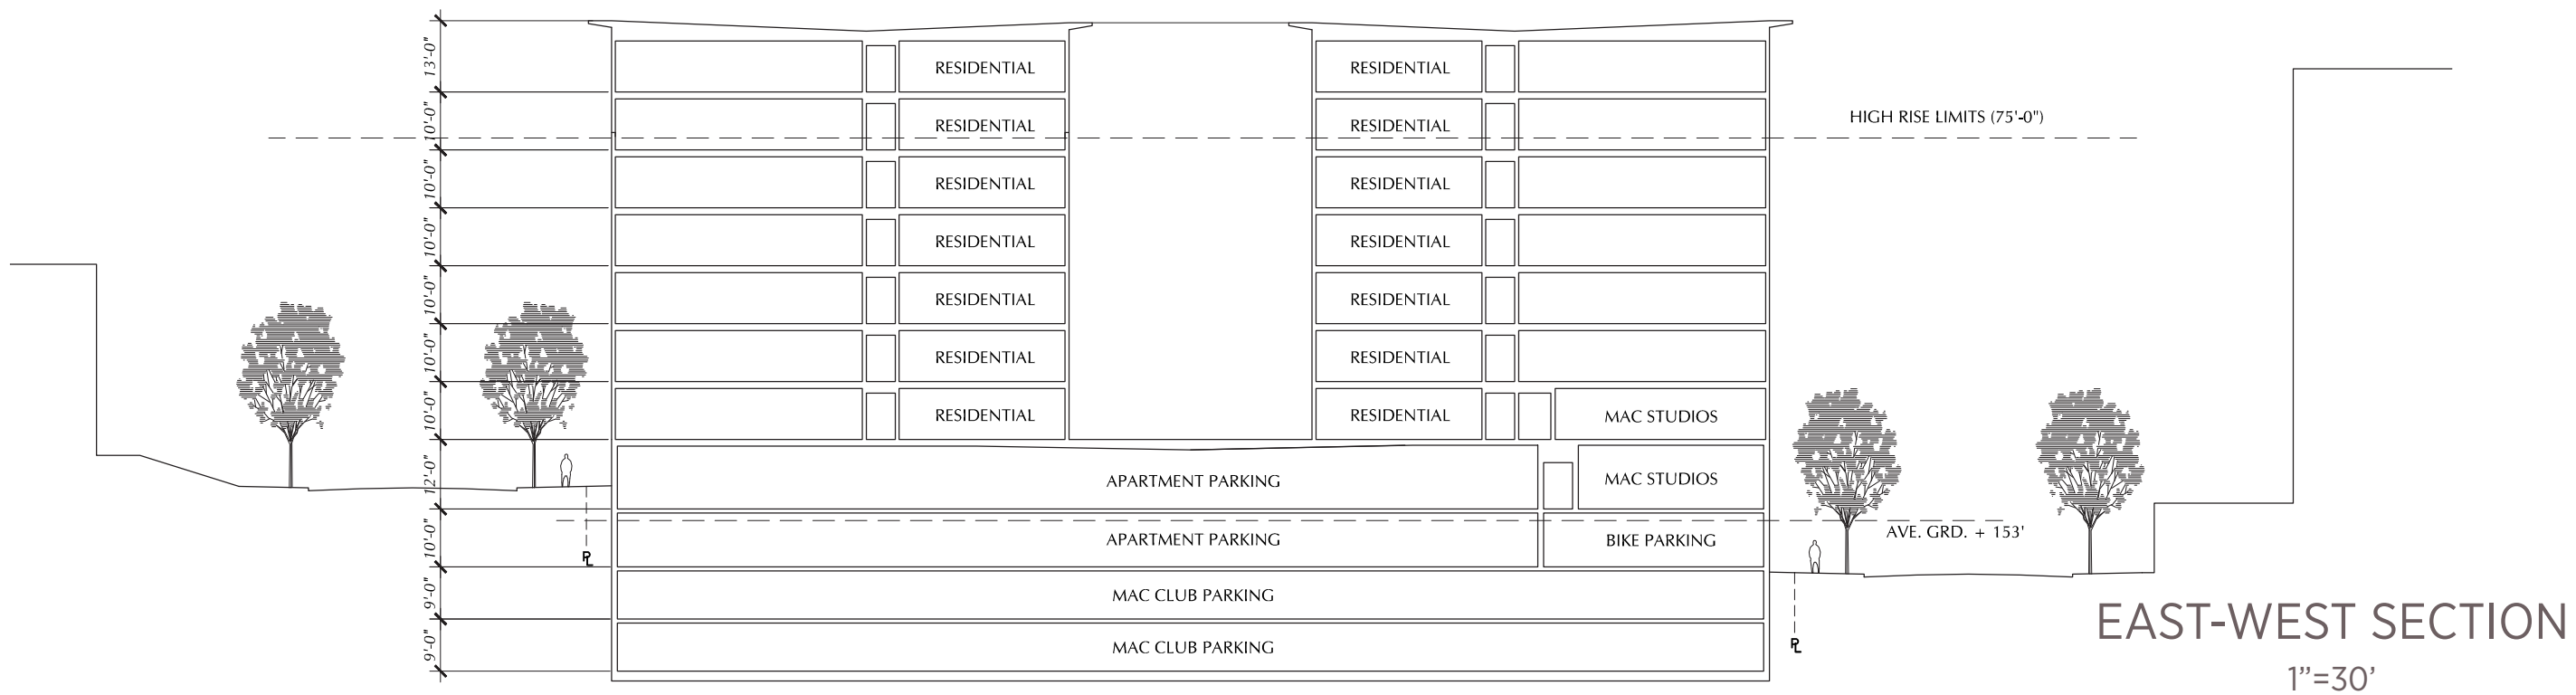 13'-0"
RESIDENTIAL RESIDENTIAL
10'-0"
RESIDENTIAL RESIDENTIAL
HIGH RISE LIMITS (75'-0")
10'-0"
RESIDENTIAL RESIDENTIAL
10'-0"
RESIDENTIAL RESIDENTIAL
10'-0"
RESIDENTIAL RESIDENTIAL
10'-0"
RESIDENTIAL RESIDENTIAL
10'-0"
RESIDENTIAL RESIDENTIAL MAC STUDIOS
12'-0"
APARTMENT PARKING MAC STUDIOS
10'-0"
APARTMENT PARKING BIKE PARKING
AVE. GRD. + 153'
PL
9'-0"
MAC CLUB PARKING
9'-0"
MAC CLUB PARKING
PL
EAST-WEST SECTION
1”=30’